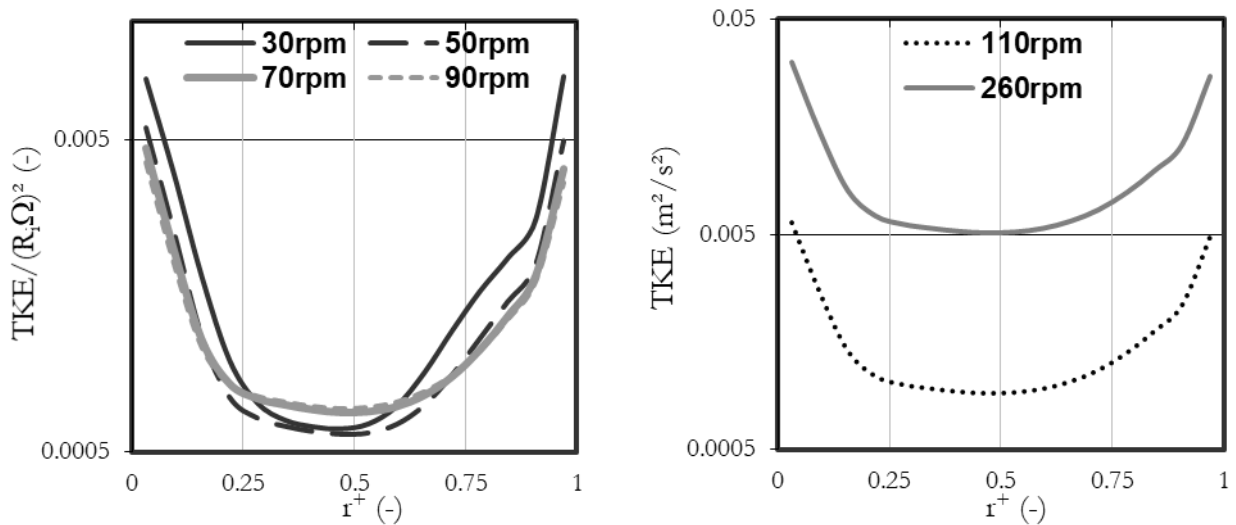 30rpm 50rpm
70rpm 90rpm
0.005
0.0005
TKE/(RᵢΩ)² (-)
0 0.25 0.5 0.75 1
r⁺ (-)
0.05
110rpm
260rpm
0.005
0.0005
TKE (m²/s²)
0 0.25 0.5 0.75 1
r⁺ (-)